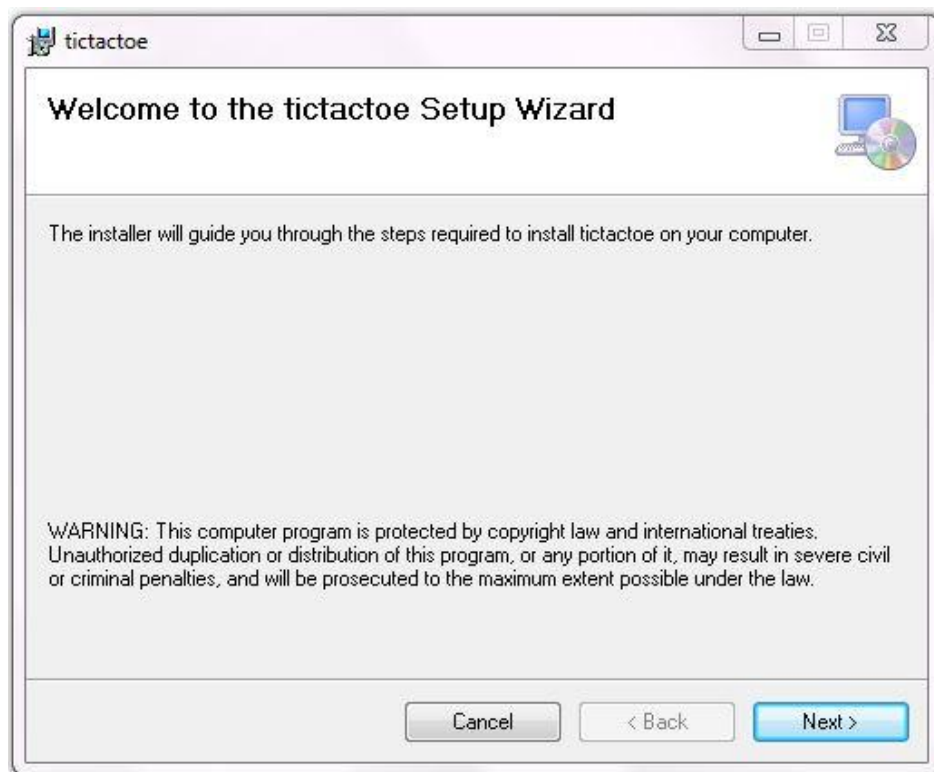 tictactoe
Welcome to the tictactoe Setup Wizard
The installer will guide you through the steps required to install tictactoe on your computer.
WARNING: This computer program is protected by copyright law and international treaties.
Unauthorized duplication or distribution of this program, or any portion of it, may result in severe civil
or criminal penalties, and will be prosecuted to the maximum extent possible under the law.
Cancel < Back Next >